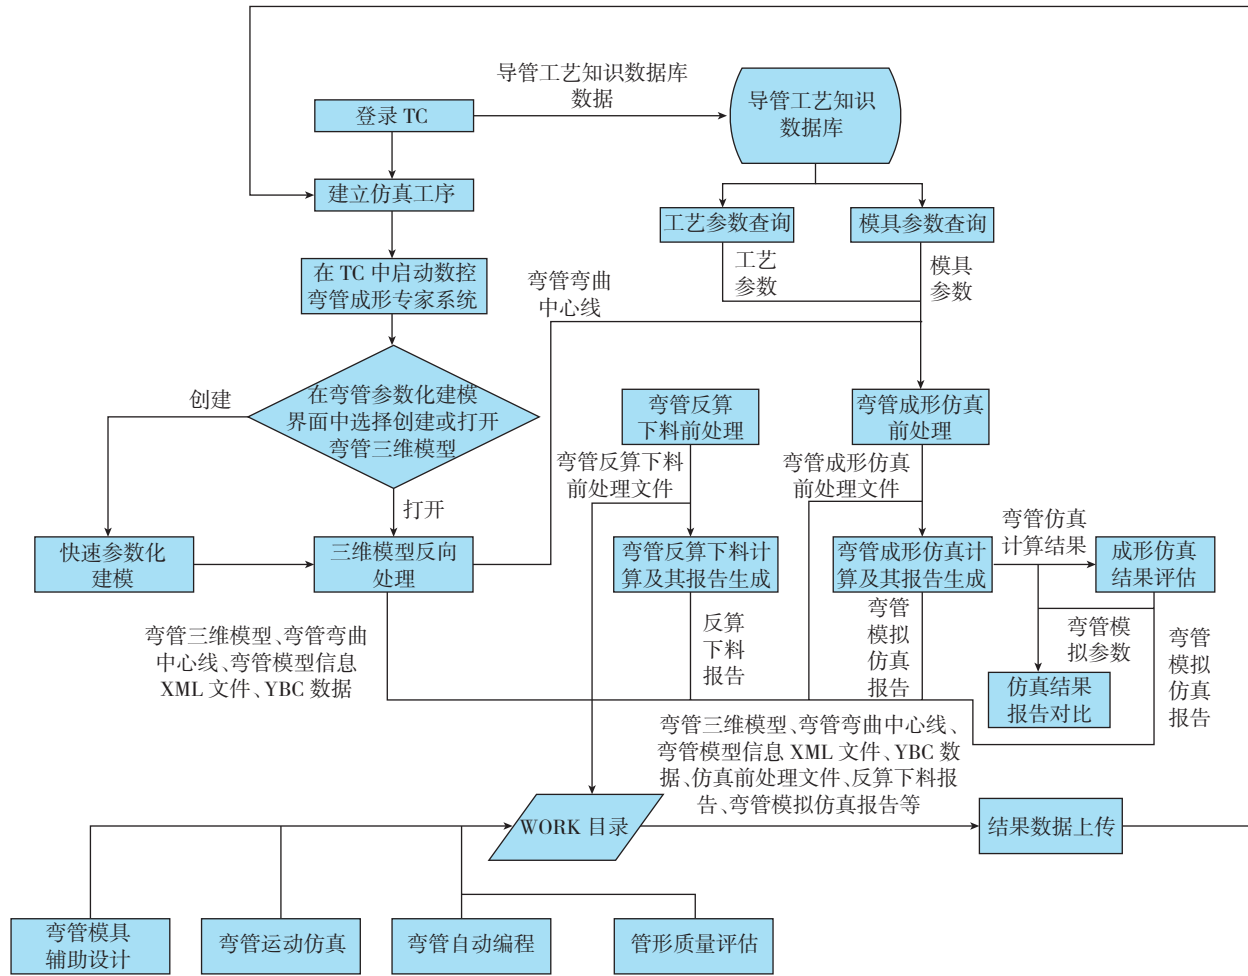 导管工艺知识数据库
数据
导管工艺知识
数据库
登录 TC
建立仿真工序
工艺参数查询
模具参数查询
在 TC 中启动数控
弯管成形专家系统
工艺
参数
模具
参数
弯管弯曲
中心线
创建
在弯管参数化建模
界面中选择创建或打开
弯管三维模型
弯管反算
下料前处理
弯管成形仿真
前处理
弯管反算下料
前处理文件
弯管成形仿真
前处理文件
打开
快速参数化
建模
三维模型反向
处理
弯管反算下料计
算及其报告生成
弯管成形仿真计
算及其报告生成
弯管仿真
计算结果
成形仿真
结果评估
弯管三维模型、弯管弯曲
中心线、弯管模型信息
XML 文件、YBC 数据
反算
下料
报告
弯管
模拟
仿真
报告
弯管模
拟参数
弯管
模拟
仿真
报告
仿真结果
报告对比
弯管三维模型、弯管弯曲中心线、
弯管模型信息 XML 文件、YBC 数
据、仿真前处理文件、反算下料报
告、弯管模拟仿真报告等
WORK 目录
结果数据上传
弯管模具
辅助设计
弯管运动仿真
弯管自动编程
管形质量评估